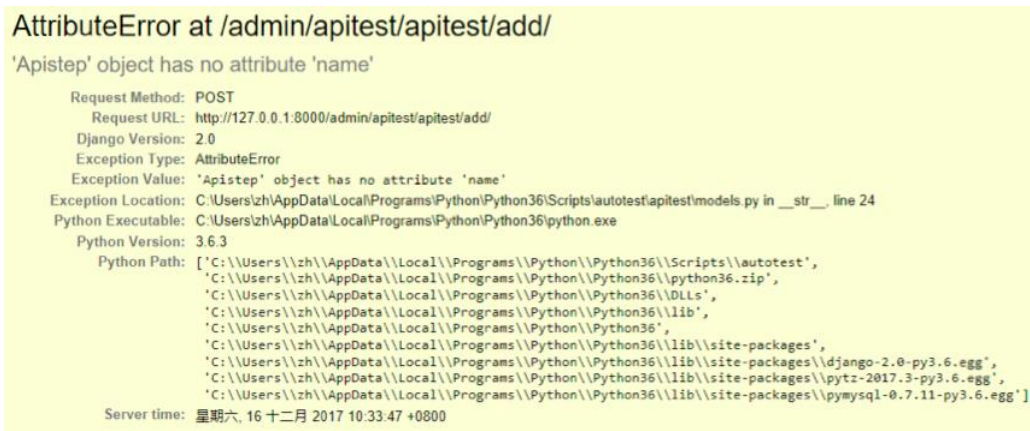 AttributeError at /admin/apitest/apitest/add/
'Apistep' object has no attribute 'name'
Request Method: POST
Request URL: http://127.0.0.1:8000/admin/apitest/apitest/add/
Django Version: 2.0
Exception Type: AttributeError
Exception Value: 'Apistep' object has no attribute 'name'
Exception Location: C:\Users\zh\AppData\Local\Programs\Python\Python36\Scripts\autotest\apitest\models.py in __str__, line 24
Python Executable: C:\Users\zh\AppData\Local\Programs\Python\Python36\python.exe
Python Version: 3.6.3
Python Path: ['C:\\Users\\zh\\AppData\\Local\\Programs\\Python\\Python36\\Scripts\\autotest',
'C:\\Users\\zh\\AppData\\Local\\Programs\\Python\\Python36\\python36.zip',
'C:\\Users\\zh\\AppData\\Local\\Programs\\Python\\Python36\\DLLs',
'C:\\Users\\zh\\AppData\\Local\\Programs\\Python\\Python36\\lib',
'C:\\Users\\zh\\AppData\\Local\\Programs\\Python\\Python36',
'C:\\Users\\zh\\AppData\\Local\\Programs\\Python\\Python36\\lib\\site-packages',
'C:\\Users\\zh\\AppData\\Local\\Programs\\Python\\Python36\\lib\\site-packages\\django-2.0-py3.6.egg',
'C:\\Users\\zh\\AppData\\Local\\Programs\\Python\\Python36\\lib\\site-packages\\pytz-2017.3-py3.6.egg',
'C:\\Users\\zh\\AppData\\Local\\Programs\\Python\\Python36\\lib\\site-packages\\pymysql-0.7.11-py3.6.egg']
Server time: 星期六, 16 十二月 2017 10:33:47 +0800